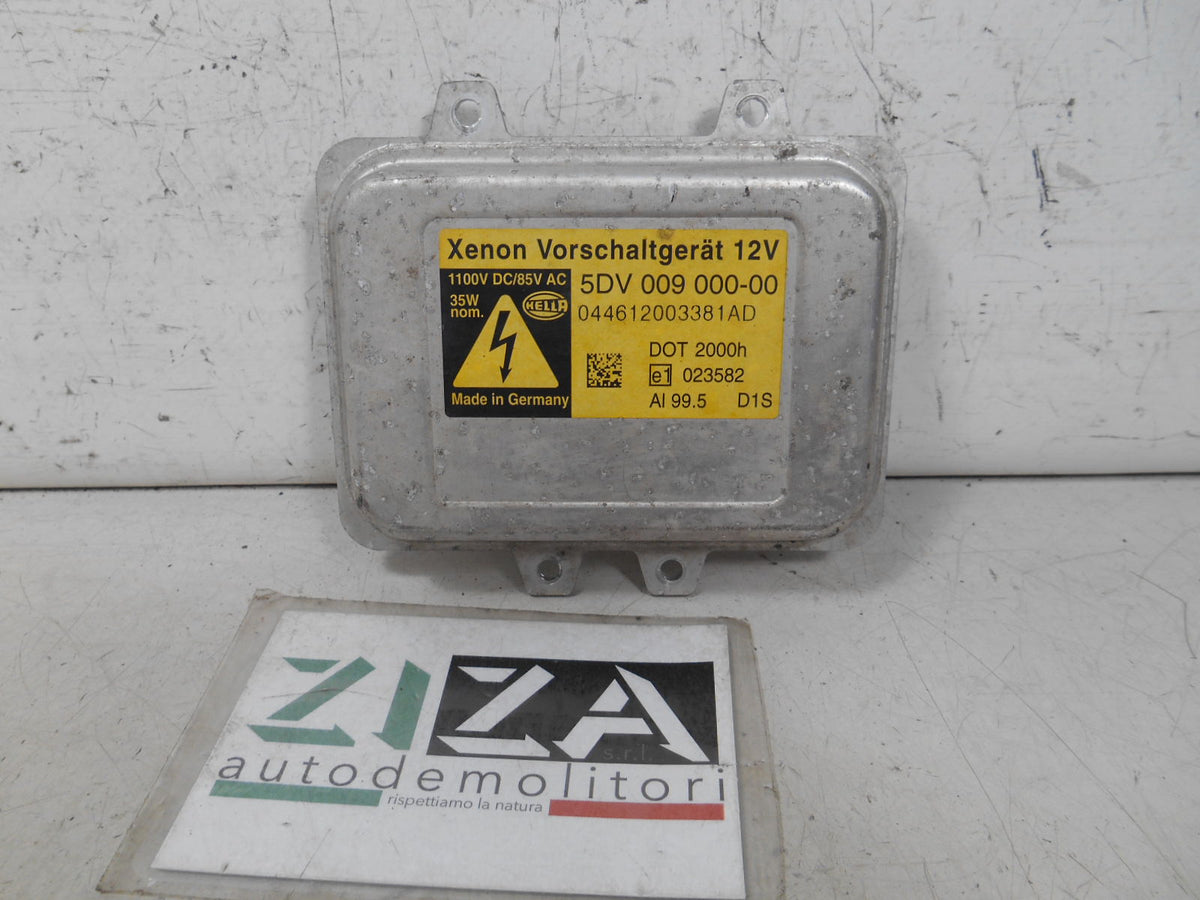 Xenon Vorschaltgerät 12V
1100V DC/85V AC
35W
nom.
HELLA
Made in Germany
5DV 009 000-00
044612003381AD
DOT 2000h
e1 023582
Al 99.5 D1S
ZIZA
s.r.l.
autodemolitori
rispettiamo la natura